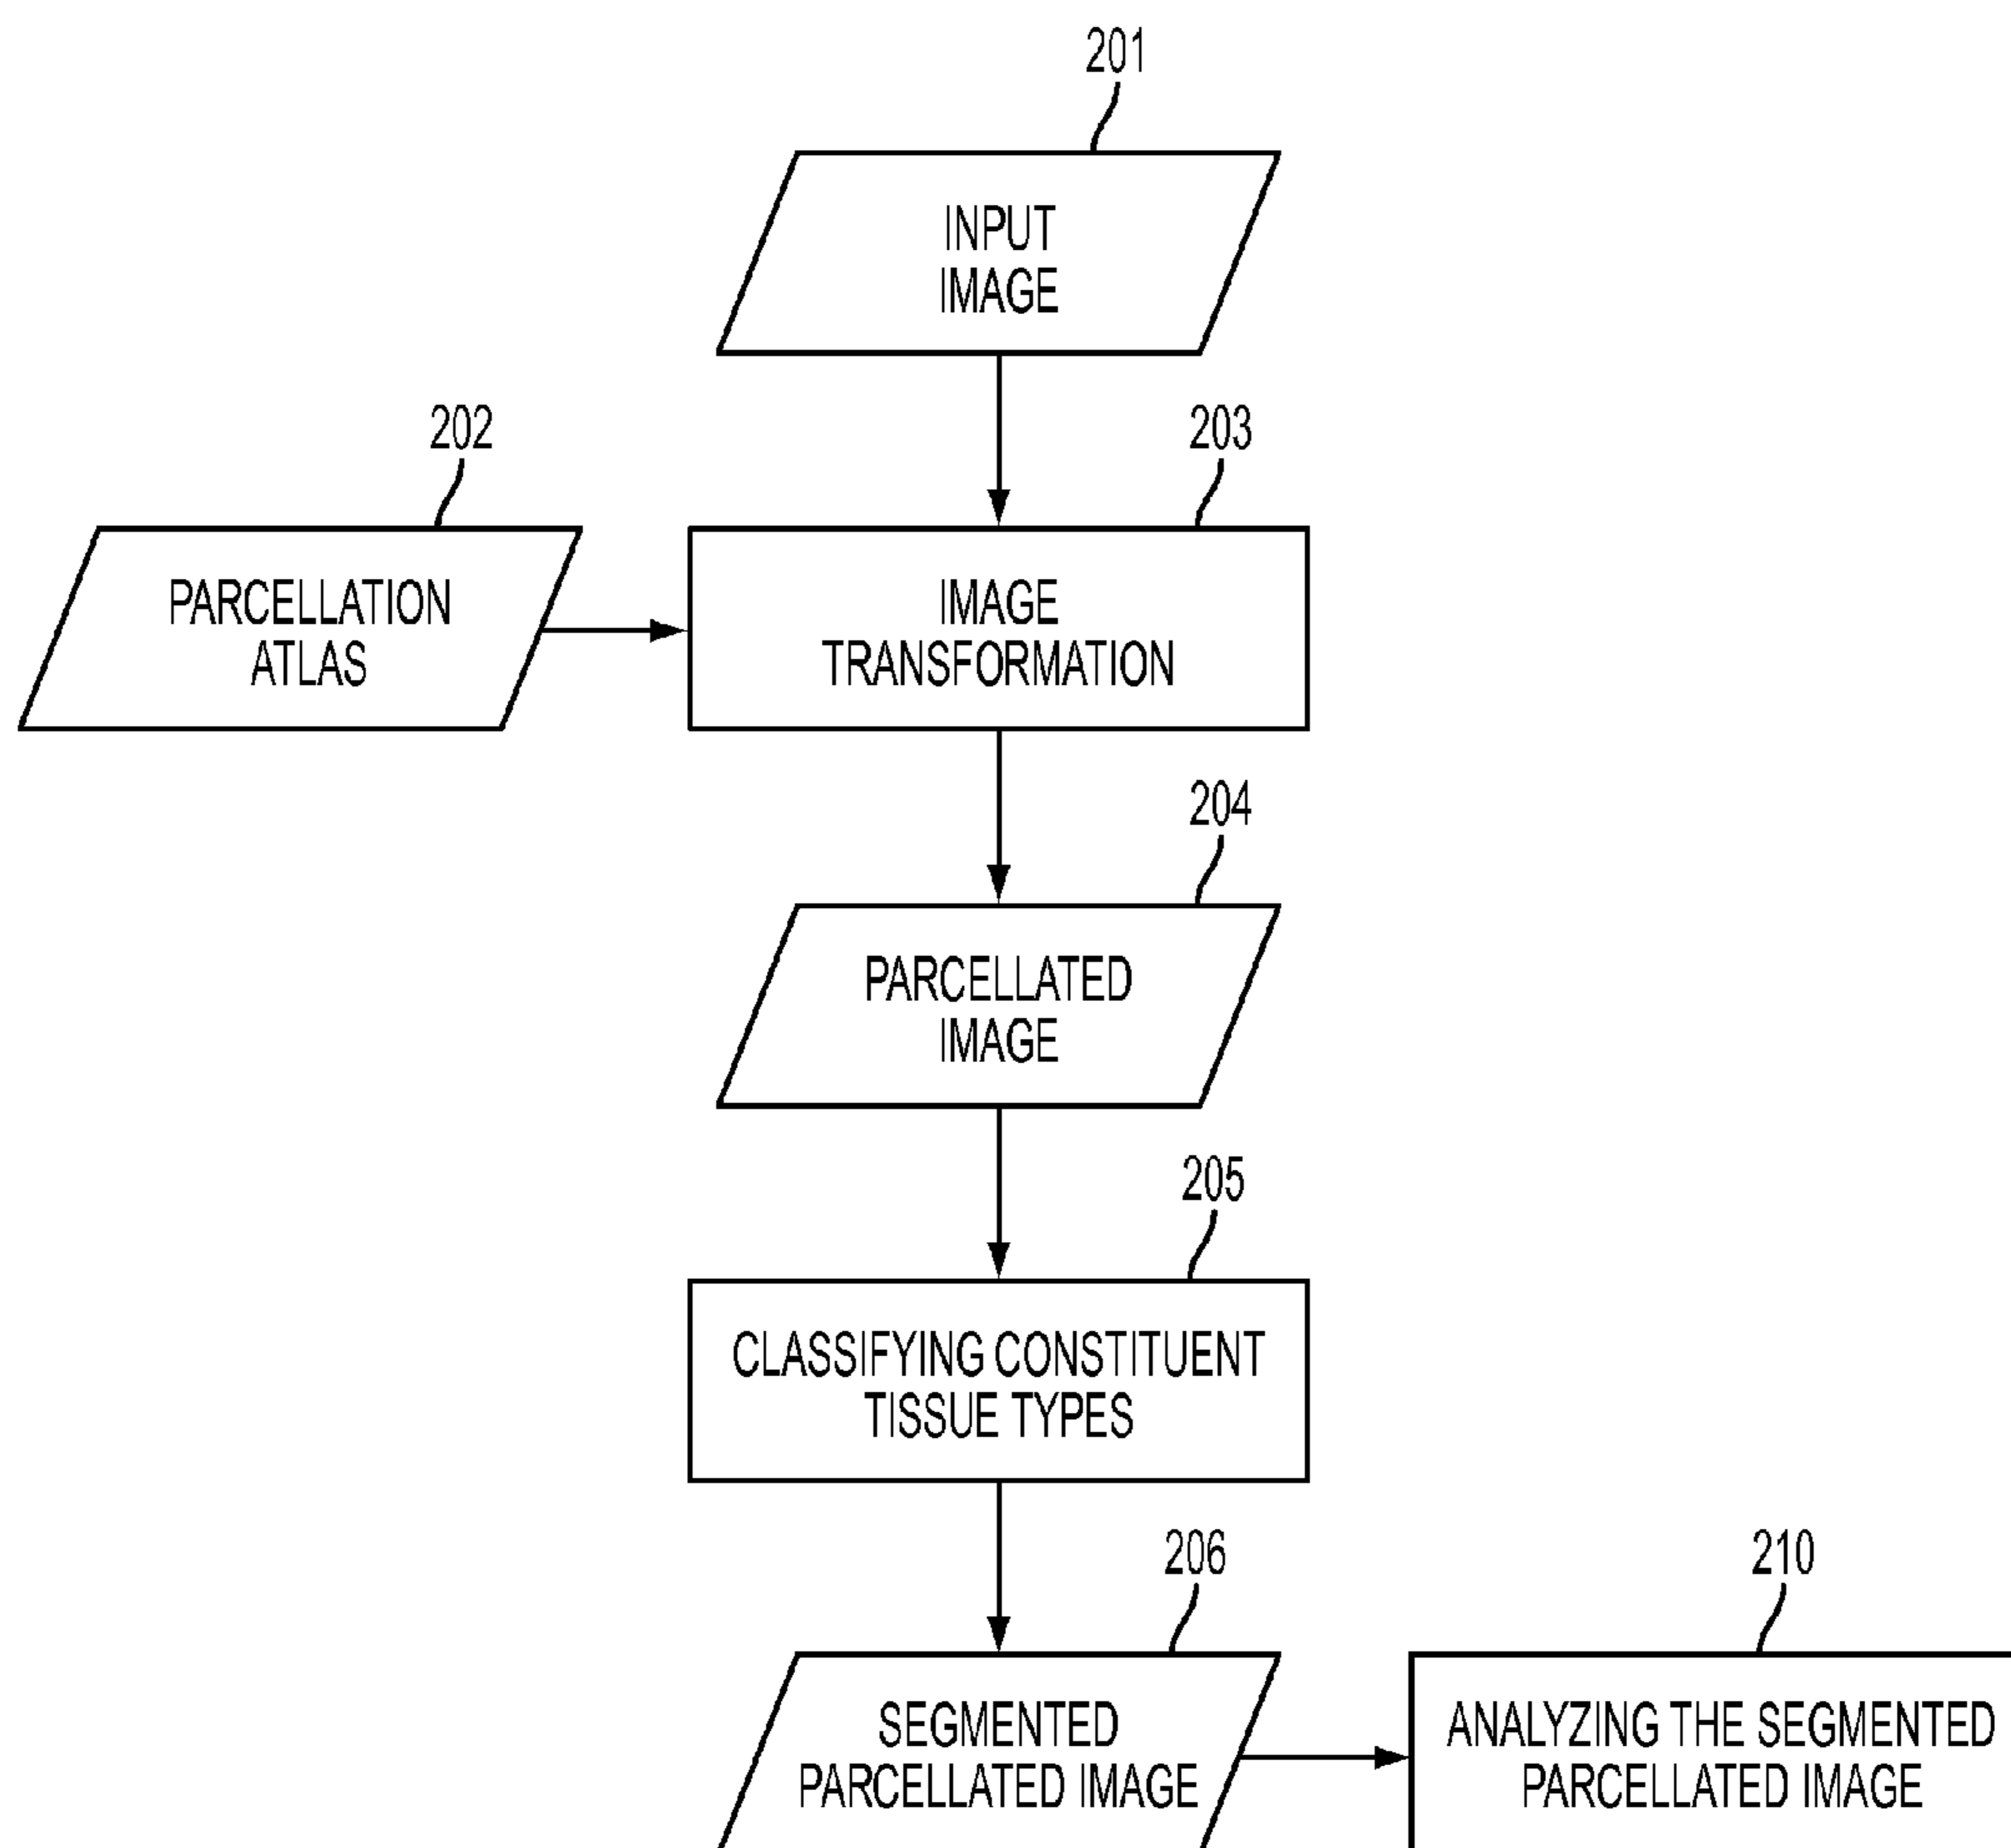 201
INPUT
IMAGE
202
203
PARCELLATION
ATLAS
IMAGE
TRANSFORMATION
204
PARCELLATED
IMAGE
205
CLASSIFYING CONSTITUENT
TISSUE TYPES
206
210
SEGMENTED
PARCELLATED IMAGE
ANALYZING THE SEGMENTED
PARCELLATED IMAGE